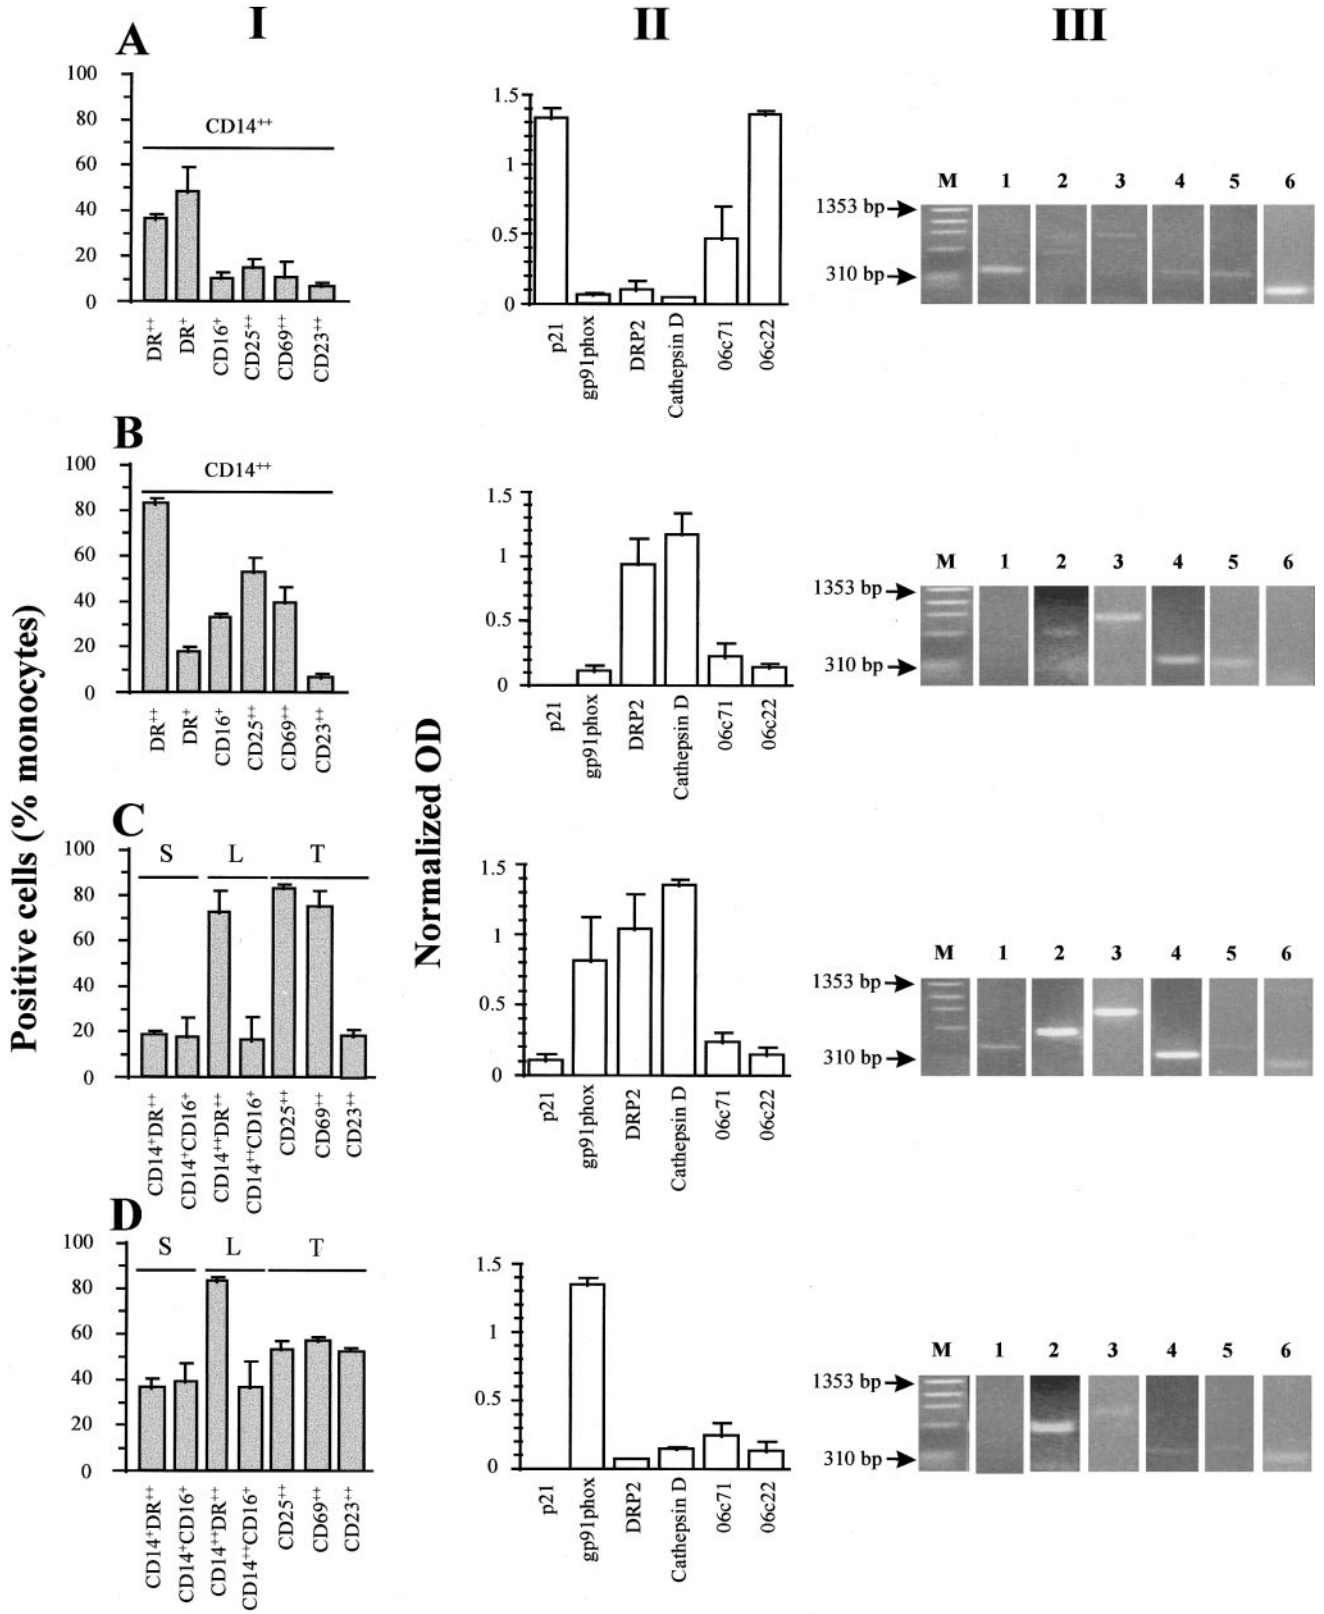 I II III
A
100
80
60
40
20
0
CD14++
DR++ DR+ CD16+ CD25++ CD69++ CD23++
1.5
1
0.5
0
p21 gp91phox DRP2 Cathepsin D 06c71 06c22
M 1 2 3 4 5 6
1353 bp
310 bp
B
100
80
60
40
20
0
CD14++
DR++ DR+ CD16+ CD25++ CD69++ CD23++
1.5
1
0.5
0
p21 gp91phox DRP2 Cathepsin D 06c71 06c22
M 1 2 3 4 5 6
1353 bp
310 bp
Positive cells (% monocytes)
Normalized OD
C
100
80
60
40
20
0
S L T
CD14+DR++ CD14+CD16+ CD14++DR++ CD14++CD16+ CD25++ CD69++ CD23++
1.5
1
0.5
0
p21 gp91phox DRP2 Cathepsin D 06c71 06c22
M 1 2 3 4 5 6
1353 bp
310 bp
D
100
80
60
40
20
0
S L T
CD14+DR++ CD14+CD16+ CD14++DR++ CD14++CD16+ CD25++ CD69++ CD23++
1.5
1
0.5
0
p21 gp91phox DRP2 Cathepsin D 06c71 06c22
M 1 2 3 4 5 6
1353 bp
310 bp